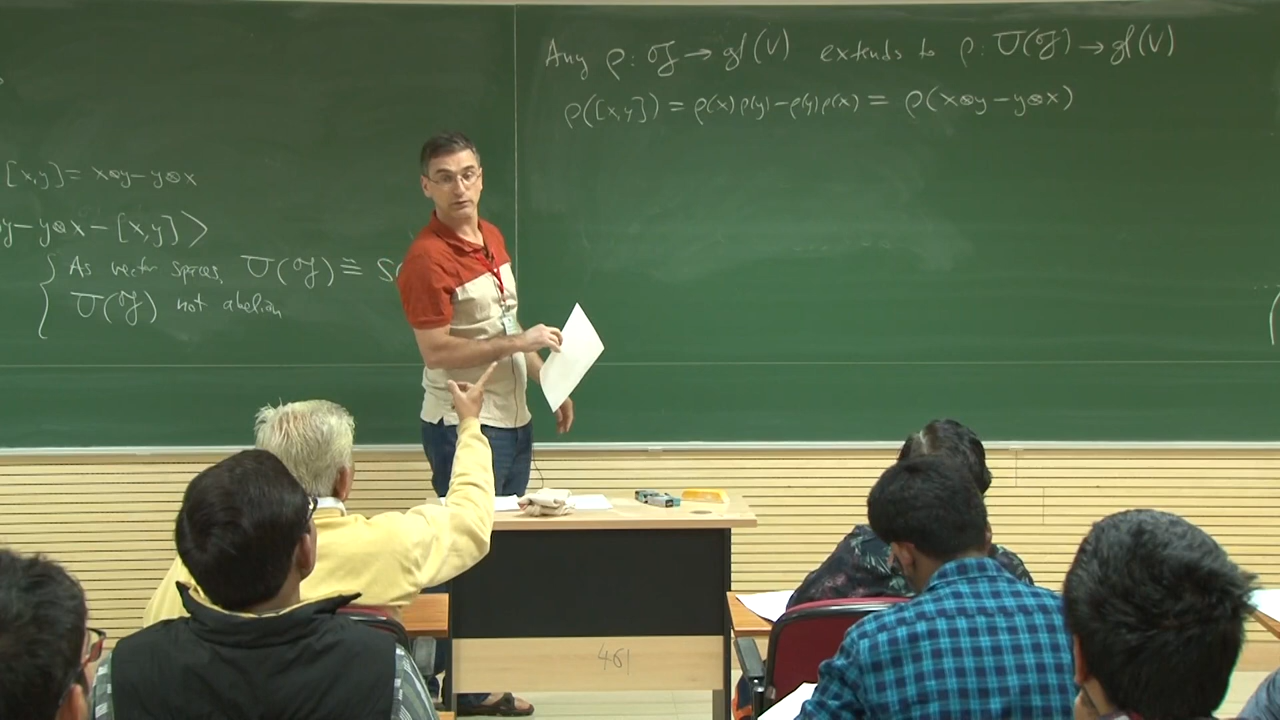 [x,y] = x⊗y − y⊗x
y − y⊗x − [x,y] ⟩
{ As vector spaces, U(𝔤) ≅ S(
U(𝔤) not abelian
Any ρ: 𝔤 → gl(V) extends to ρ: U(𝔤) → gl(V)
ρ([x,y]) = ρ(x)ρ(y) − ρ(y)ρ(x) = ρ(x⊗y − y⊗x)
461